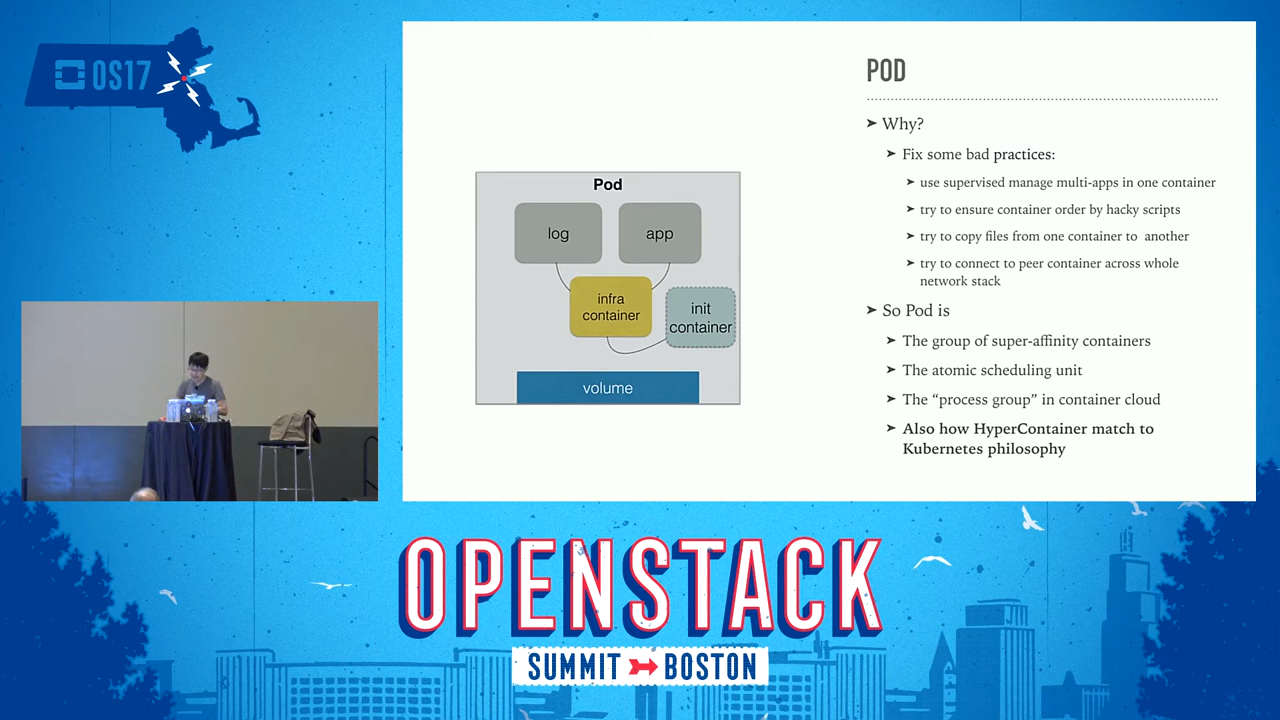 OS17
POD
➤ Why?
➤ Fix some bad practices:
➤ use supervised manage multi-apps in one container
➤ try to ensure container order by hacky scripts
➤ try to copy files from one container to another
➤ try to connect to peer container across whole
network stack
➤ So Pod is
➤ The group of super-affinity containers
➤ The atomic scheduling unit
➤ The “process group” in container cloud
➤ Also how HyperContainer match to
Kubernetes philosophy
Pod
log
app
infra
container
init
container
volume
OPENSTACK
SUMMIT BOSTON